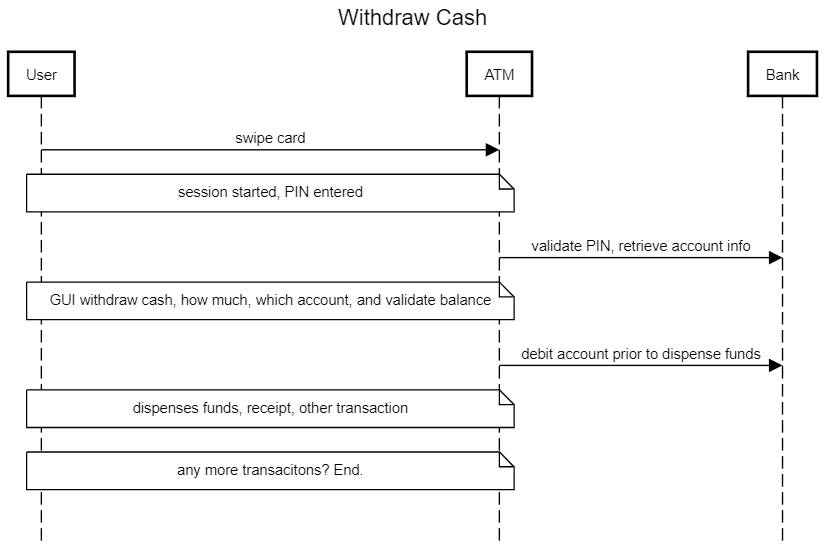 Withdraw Cash
User
ATM
Bank
swipe card
session started, PIN entered
validate PIN, retrieve account info
GUI withdraw cash, how much, which account, and validate balance
debit account prior to dispense funds
dispenses funds, receipt, other transaction
any more transacitons? End.